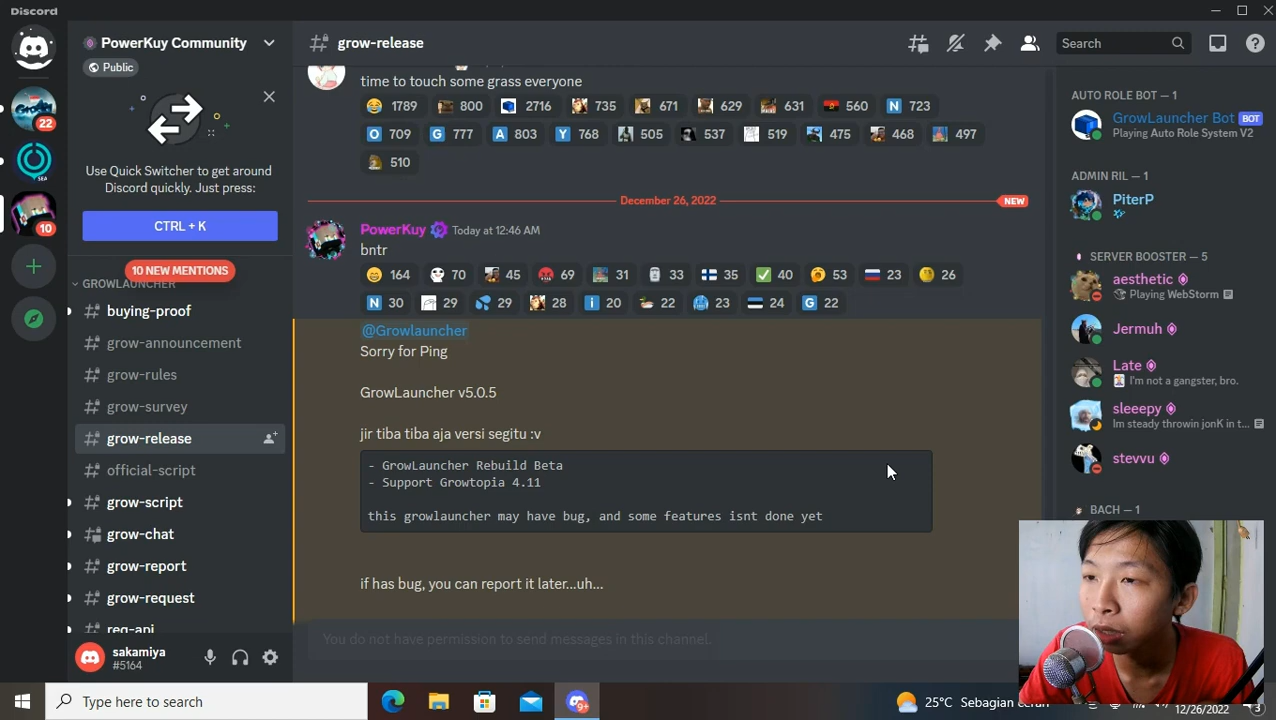 Discord
PowerKuy Community
Public
Use Quick Switcher to get around
Discord quickly. Just press:
CTRL + K
10 NEW MENTIONS
GROWLAUNCHER
buying-proof
grow-announcement
grow-rules
grow-survey
grow-release
official-script
grow-script
grow-chat
grow-report
grow-request
req-api
sakamiya
#5164
22
SEA
10
grow-release
Search
time to touch some grass everyone
1789 800 2716 735 671 629 631 560 N 723
O 709 G 777 A 803 Y 768 505 537 519 475 468 497
510
December 26, 2022
NEW
PowerKuy Today at 12:46 AM
bntr
164 70 45 69 31 33 35 40 53 23 26
N 30 29 29 28 i 20 22 23 24 G 22
@Growlauncher
Sorry for Ping
GrowLauncher v5.0.5
jir tiba tiba aja versi segitu :v
- GrowLauncher Rebuild Beta
- Support Growtopia 4.11
this growlauncher may have bug, and some features isnt done yet
if has bug, you can report it later...uh...
You do not have permission to send messages in this channel.
AUTO ROLE BOT — 1
GrowLauncher Bot BOT
Playing Auto Role System V2
ADMIN RIL — 1
PiterP
SERVER BOOSTER — 5
aesthetic
Playing WebStorm
Jermuh
Late
I'm not a gangster, bro.
sleeepy
Im steady throwin jonK in t...
stevvu
BACH — 1
Type here to search
9+
25°C Sebagian cerah
12/26/2022
3